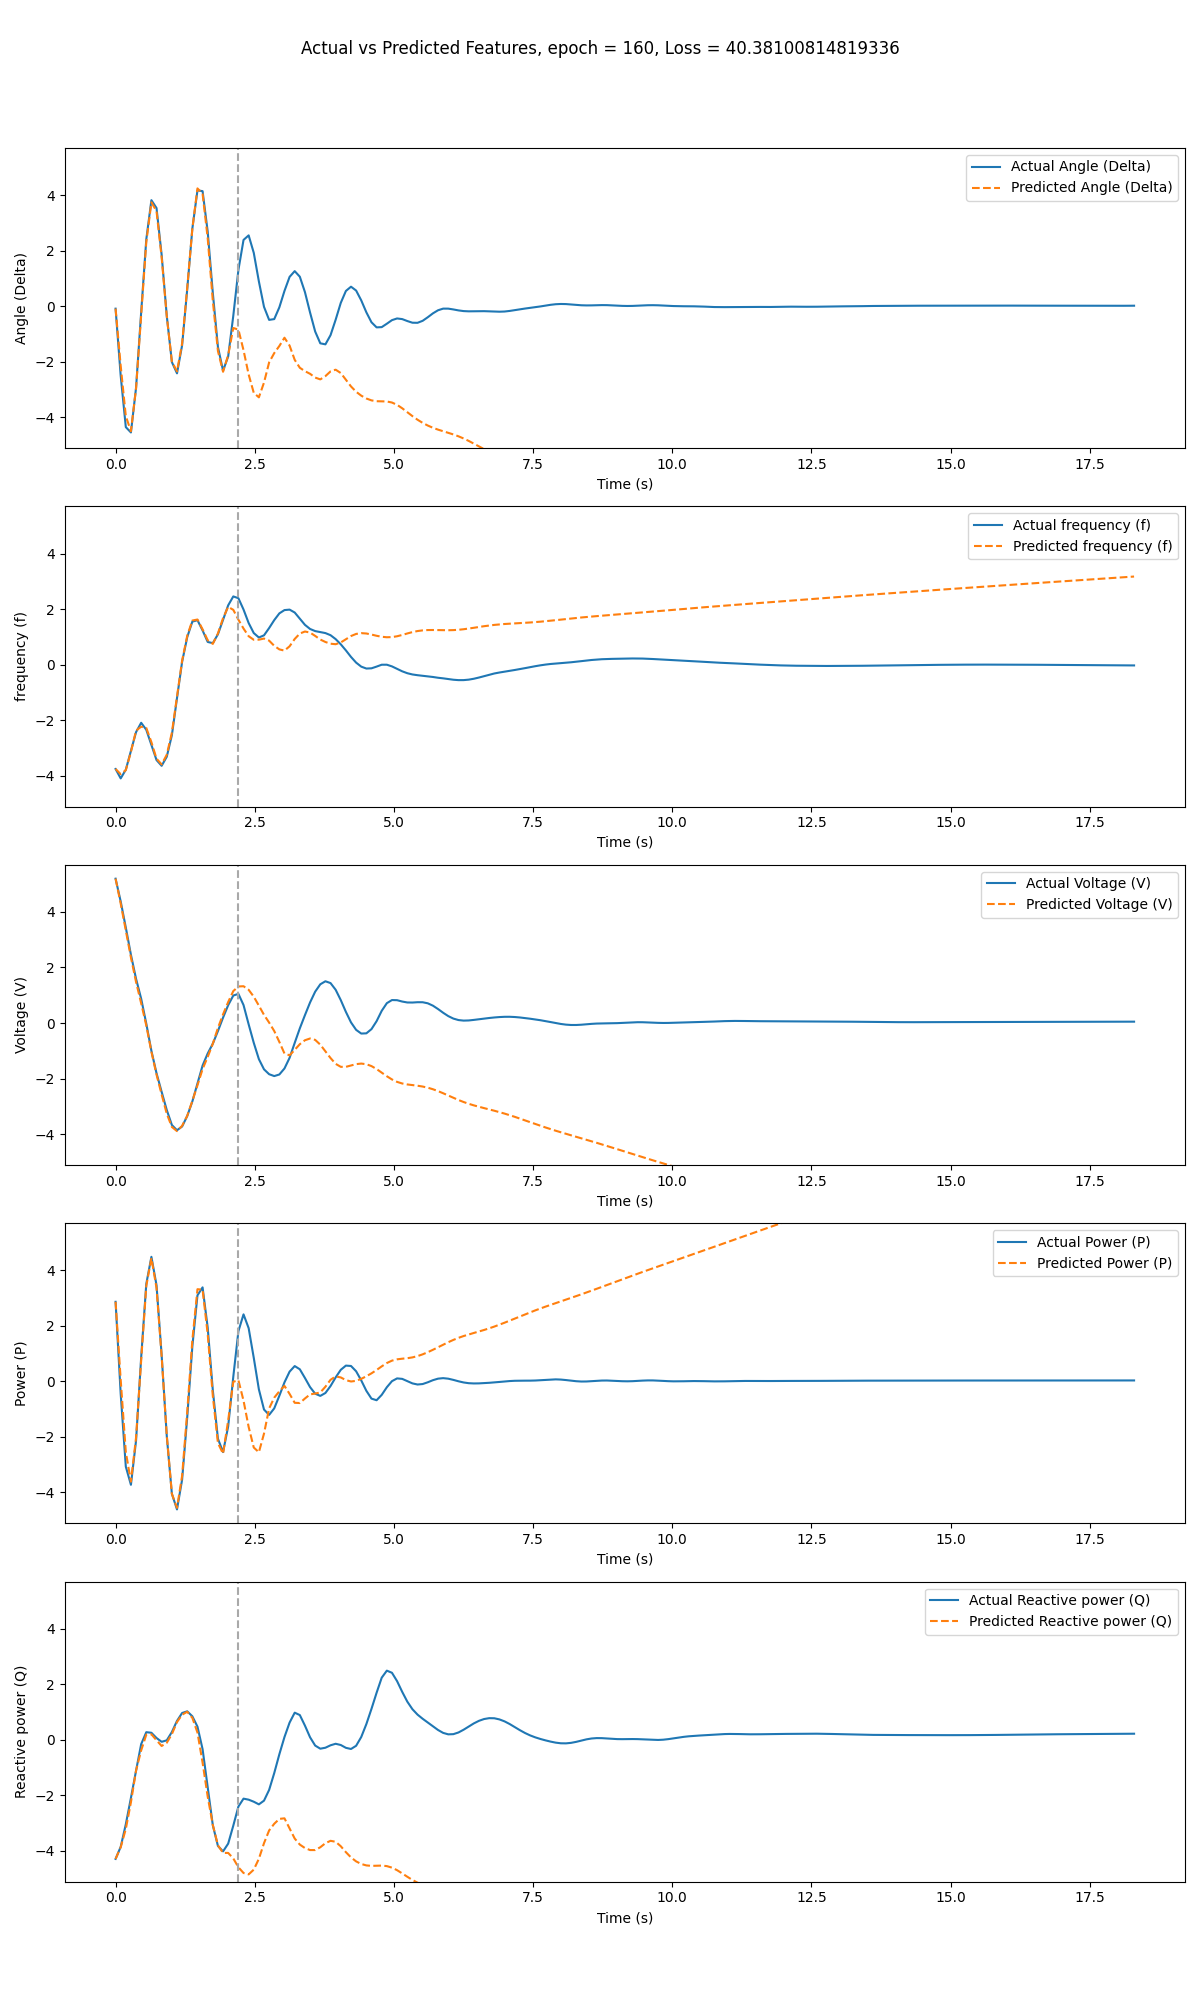 Actual vs Predicted Features, epoch = 160, Loss = 40.38100814819336
Actual Angle (Delta)
Predicted Angle (Delta)
Angle (Delta)
4
2
0
−2
−4
0.0 2.5 5.0 7.5 10.0 12.5 15.0 17.5
Time (s)
Actual frequency (f)
Predicted frequency (f)
frequency (f)
4
2
0
−2
−4
0.0 2.5 5.0 7.5 10.0 12.5 15.0 17.5
Time (s)
Actual Voltage (V)
Predicted Voltage (V)
Voltage (V)
4
2
0
−2
−4
0.0 2.5 5.0 7.5 10.0 12.5 15.0 17.5
Time (s)
Actual Power (P)
Predicted Power (P)
Power (P)
4
2
0
−2
−4
0.0 2.5 5.0 7.5 10.0 12.5 15.0 17.5
Time (s)
Actual Reactive power (Q)
Predicted Reactive power (Q)
Reactive power (Q)
4
2
0
−2
−4
0.0 2.5 5.0 7.5 10.0 12.5 15.0 17.5
Time (s)